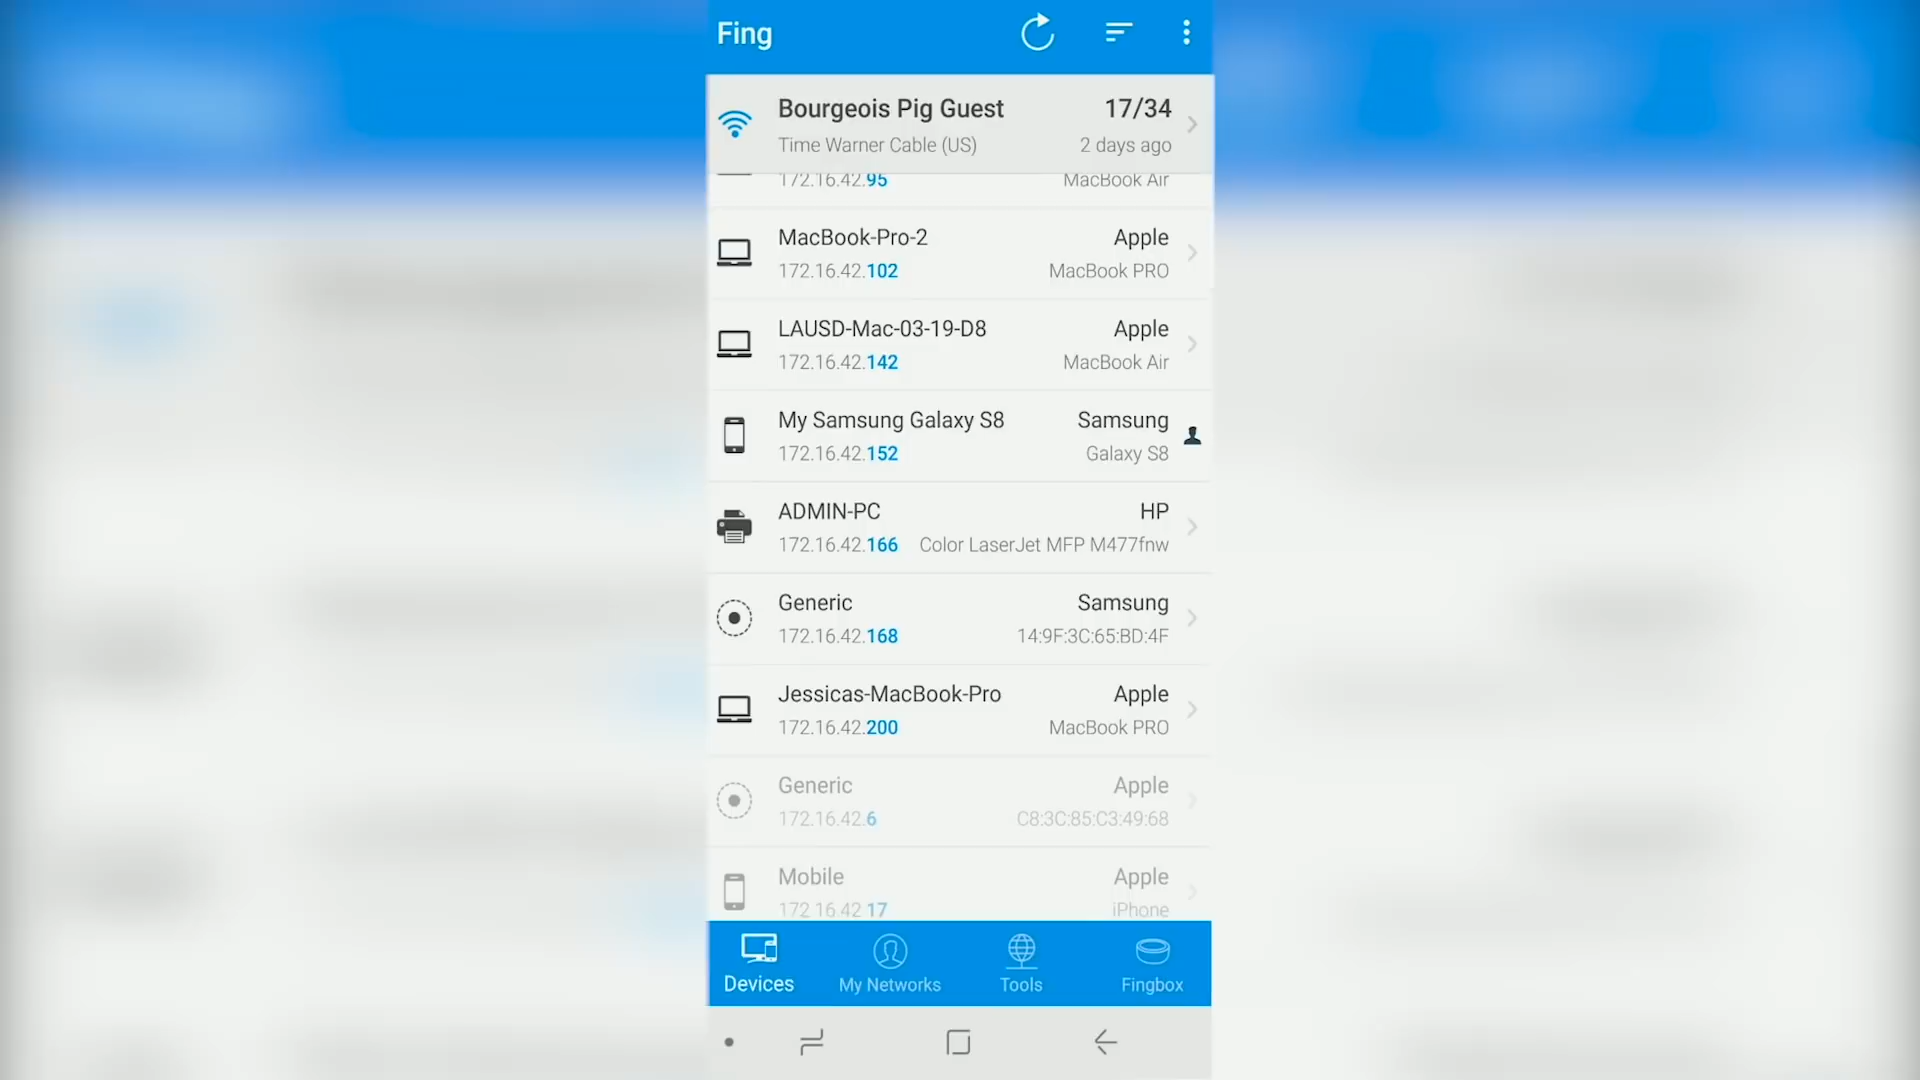 Fing
Bourgeois Pig Guest 17/34
Time Warner Cable (US) 2 days ago
172.16.42.95 MacBook Air
MacBook-Pro-2 Apple
172.16.42.102 MacBook PRO
LAUSD-Mac-03-19-D8 Apple
172.16.42.142 MacBook Air
My Samsung Galaxy S8 Samsung
172.16.42.152 Galaxy S8
ADMIN-PC HP
172.16.42.166 Color LaserJet MFP M477fnw
Generic Samsung
172.16.42.168 14:9F:3C:65:BD:4F
Jessicas-MacBook-Pro Apple
172.16.42.200 MacBook PRO
Generic Apple
172.16.42.6 C8:3C:85:C3:49:68
Mobile Apple
172.16.42.17 iPhone
Devices My Networks Tools Fingbox